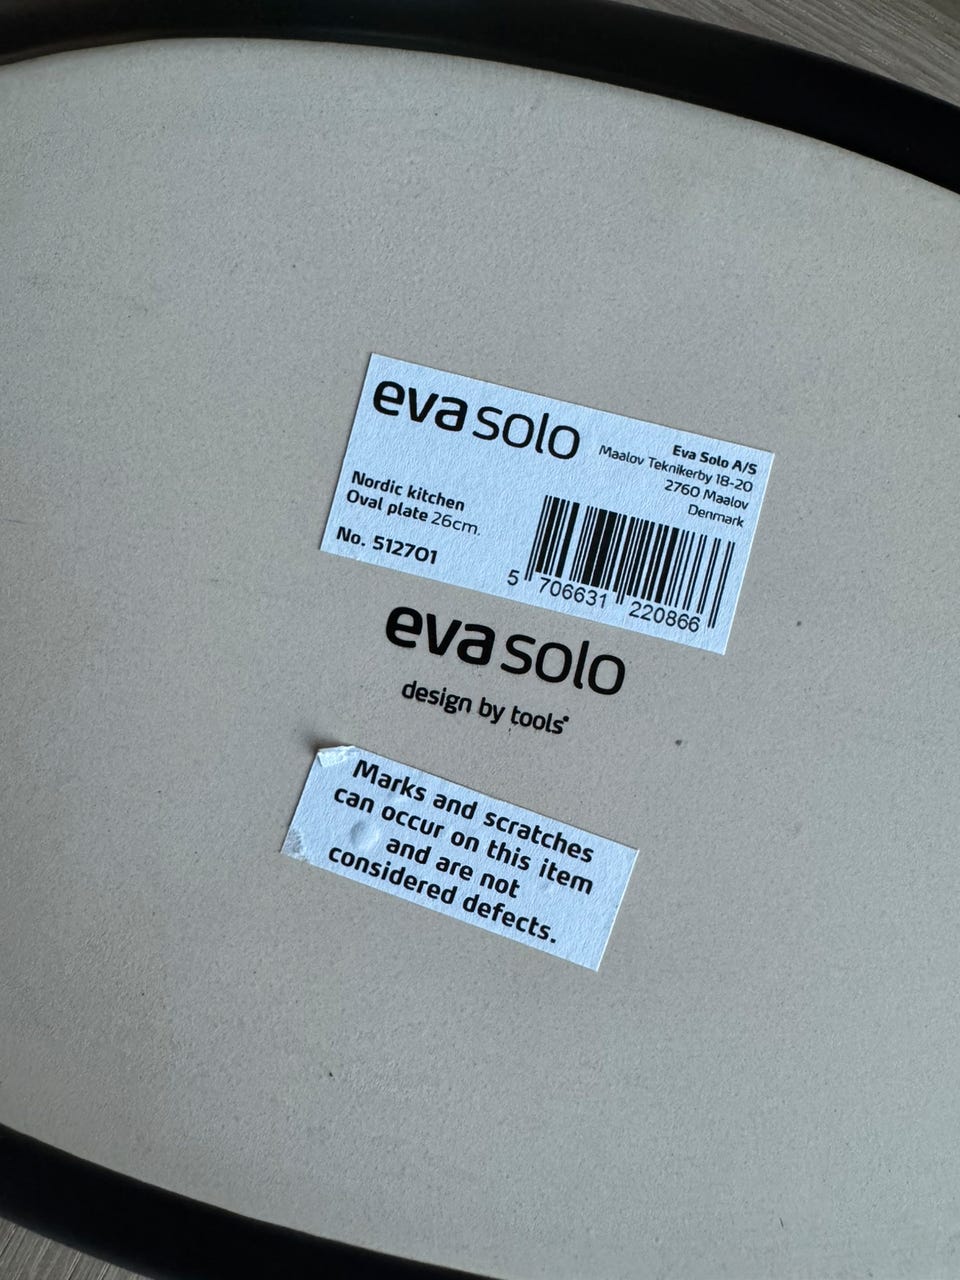 eva solo
Eva Solo A/S
Maalov Teknikerby 18-20
2760 Maalov
Denmark
Nordic kitchen
Oval plate 26cm.
No. 512701
5 706631 220866
eva solo
design by tools®
Marks and scratches
can occur on this item
and are not
considered defects.